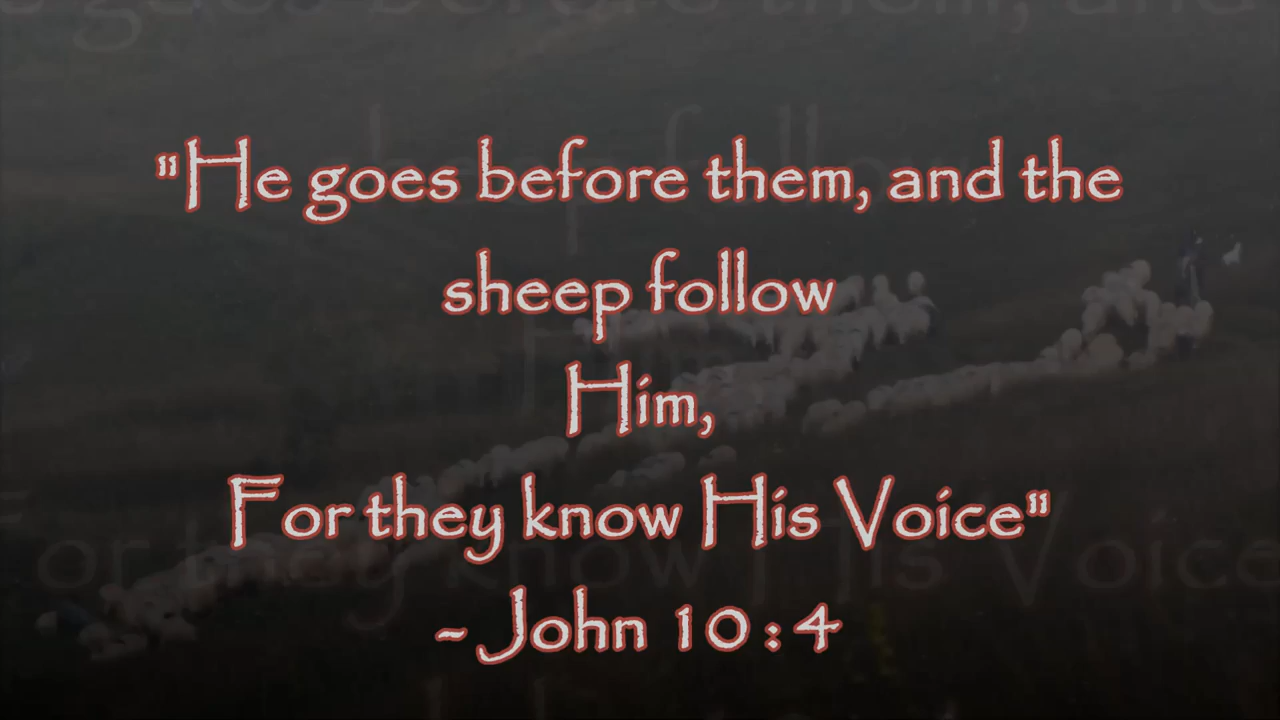 "He goes before them, and the
sheep follow
Him,
For they know His Voice"
~ John 10:4